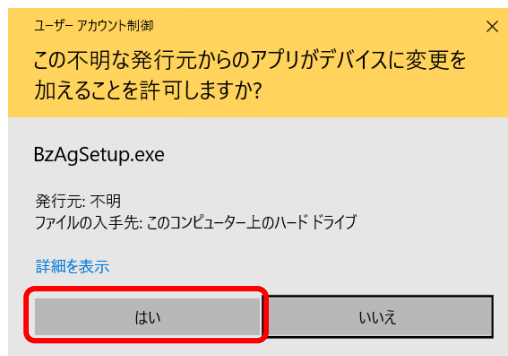 ユーザー アカウント制御
この不明な発行元からのアプリがデバイスに変更を
加えることを許可しますか?
BzAgSetup.exe
発行元: 不明
ファイルの入手先: このコンピューター上のハード ドライブ
詳細を表示
はい
いいえ